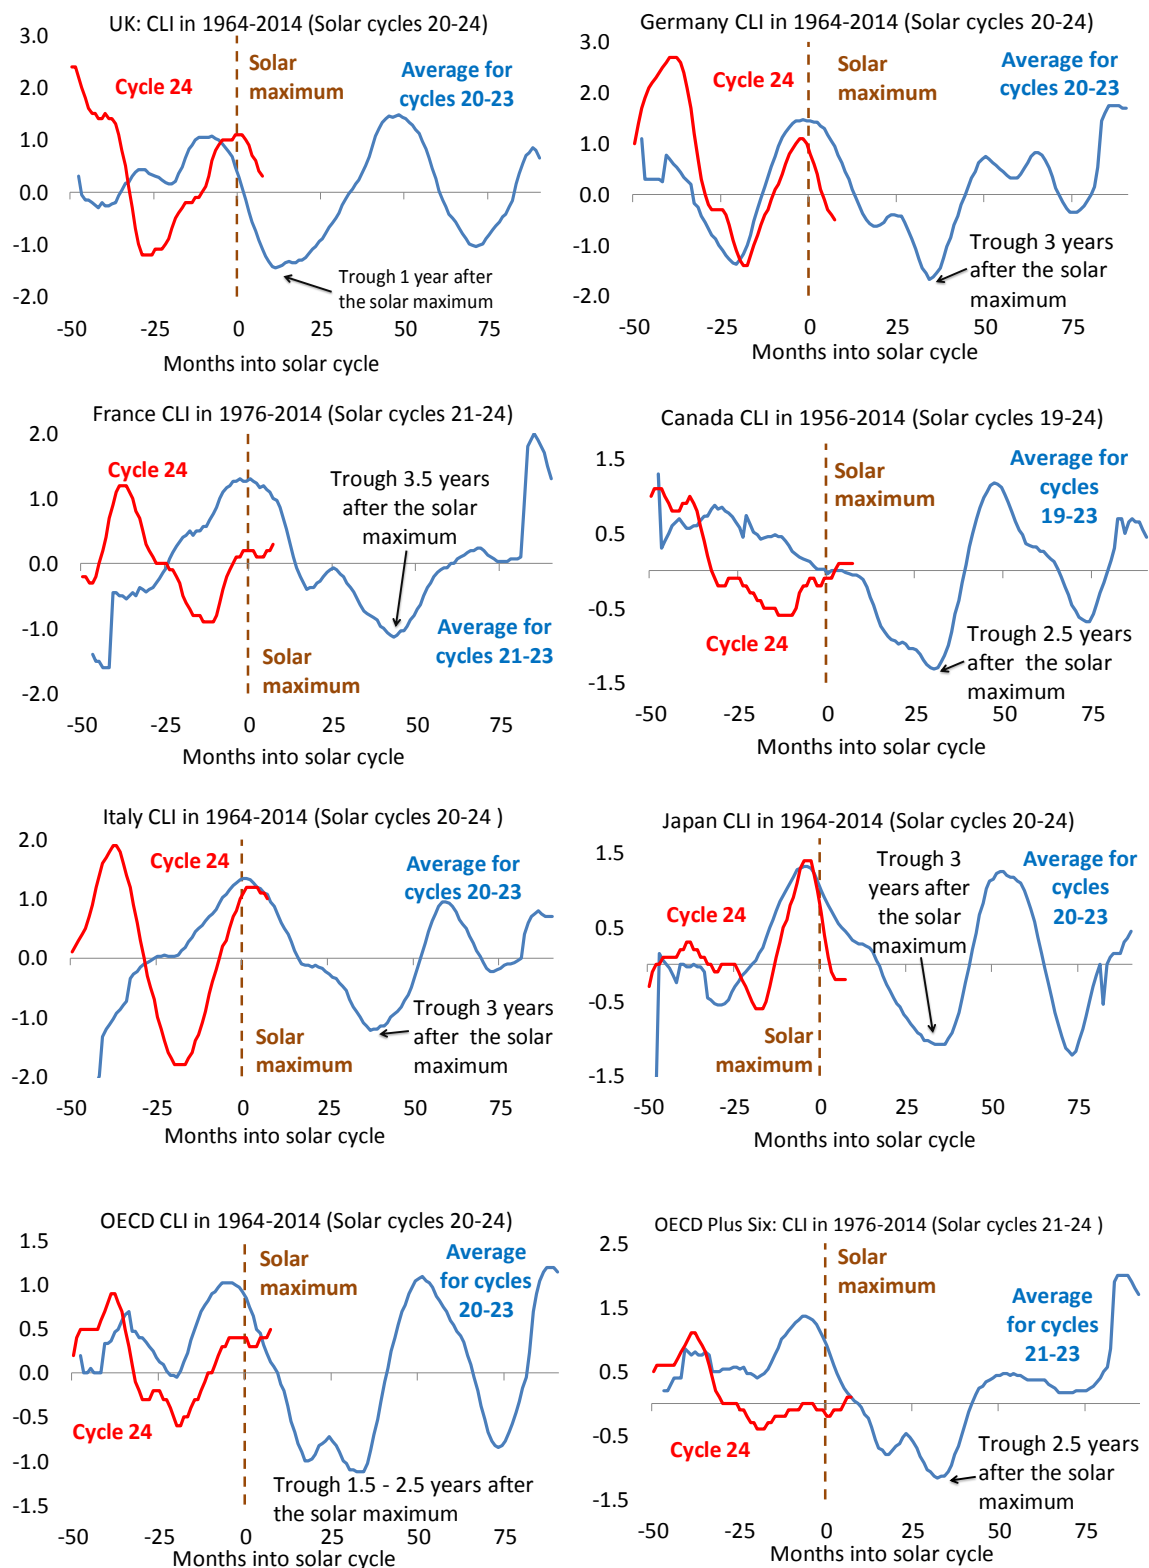 UK: CLI in 1964-2014 (Solar cycles 20-24)
3.0
2.0
1.0
0.0
-1.0
-2.0
Cycle 24
Solar
maximum
Average for
cycles 20-23
Trough 1 year after
the solar maximum
-50
-25
0
25
50
75
Months into solar cycle
Germany CLI in 1964-2014 (Solar cycles 20-24)
3.0
2.0
1.0
0.0
-1.0
-2.0
Cycle 24
Solar
maximum
Average for
cycles 20-23
Trough 3 years
after the solar
maximum
-50
-25
0
25
50
75
Months into solar cycle
France CLI in 1976-2014 (Solar cycles 21-24)
2.0
1.0
0.0
-1.0
-2.0
Cycle 24
Trough 3.5 years
after the solar
maximum
Average for
cycles 21-23
Solar
maximum
-50
-25
0
25
50
75
Months into solar cycle
Canada CLI in 1956-2014 (Solar cycles 19-24)
1.5
0.5
-0.5
-1.5
Solar
maximum
Average for
cycles
19-23
Cycle 24
Trough 2.5 years
after the solar
maximum
-50
-25
0
25
50
75
Months into solar cycle
Italy CLI in 1964-2014 (Solar cycles 20-24 )
2.0
1.0
0.0
-1.0
-2.0
Cycle 24
Average for
cycles 20-23
Trough 3 years
after the solar
maximum
Solar
maximum
-50
-25
0
25
50
75
Months into solar cycle
Japan CLI in 1964-2014 (Solar cycles 20-24)
1.5
0.5
-0.5
-1.5
Trough 3
years after
the solar
maximum
Average for
cycles
20-23
Cycle 24
Solar
maximum
-50
-25
0
25
50
75
Months into solar cycle
OECD CLI in 1964-2014 (Solar cycles 20-24)
1.5
1.0
0.5
0.0
-0.5
-1.0
-1.5
Solar
maximum
Average
for cycles
20-23
Cycle 24
Trough 1.5 - 2.5 years after
the solar maximum
-50
-25
0
25
50
75
Months into solar cycle
OECD Plus Six: CLI in 1976-2014 (Solar cycles 21-24 )
2.5
1.5
0.5
-0.5
-1.5
Solar
maximum
Average
for cycles
21-23
Cycle 24
Trough 2.5 years
after the solar
maximum
-50
-25
0
25
50
75
Months into solar cycle